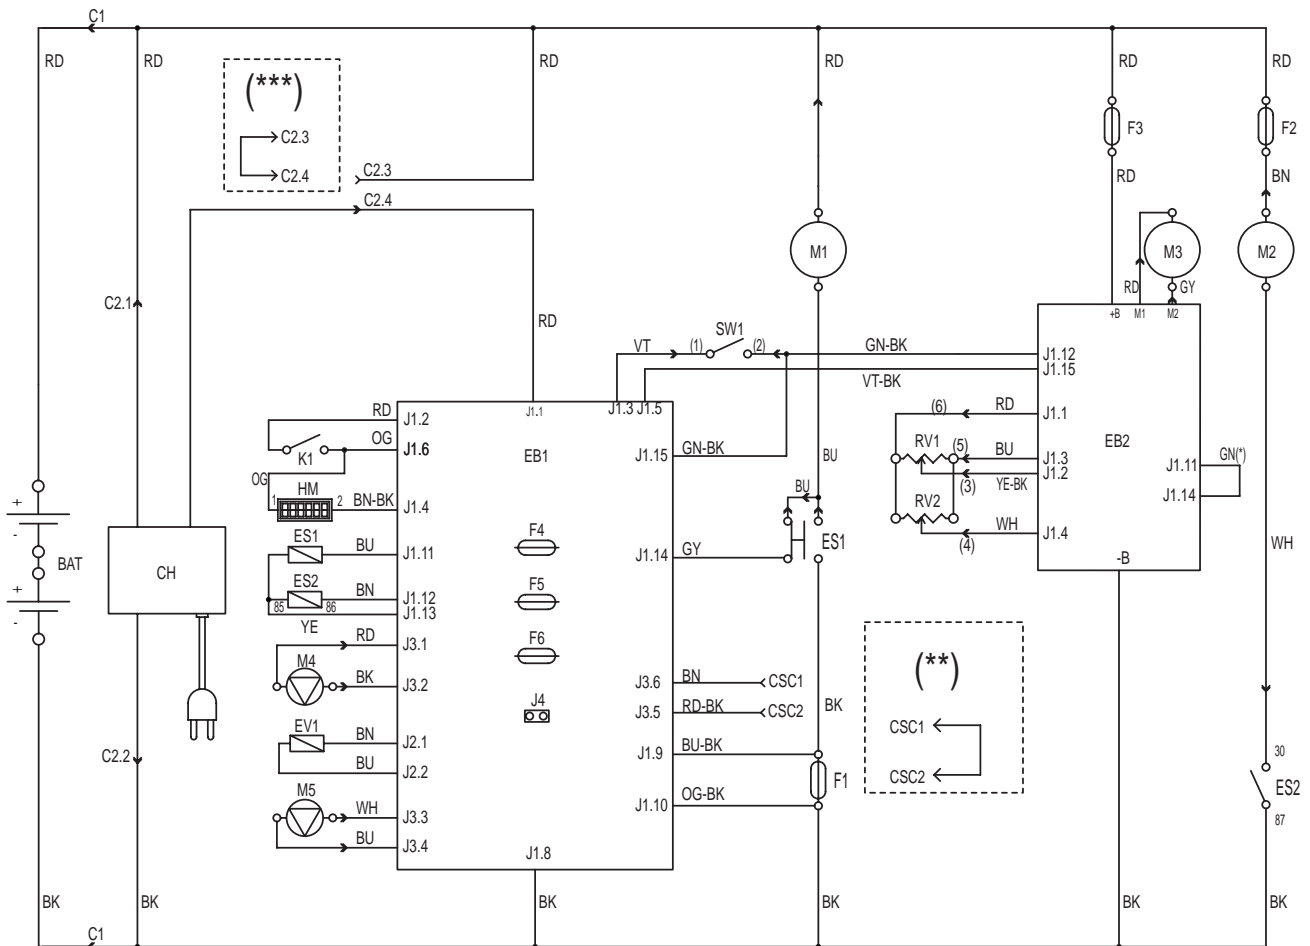 C1
RD RD RD RD RD RD
(***)
C2.3
C2.4
C2.3
C2.4
F3
F2
RD
BN
M1
M3
M2
C2.1
RD
GY
RD
+B M1 M2
SW1
VT
(1)
(2)
GN-BK
J1.12
J1.15
VT-BK
RD
J1.2
J1.1
J1.3
J1.5
(6)
RD
J1.1
OG
J1.6
K1
EB1
GN-BK
J1.15
BU
RV1
(5)
BU
J1.3
J1.2
EB2
J1.11
GN(*)
OG
HM
1
2
BN-BK
J1.4
BU
(3)
YE-BK
J1.14
RV2
WH
J1.4
(4)
+
-
BAT
+
-
CH
ES1
BU
J1.11
F4
J1.14
GY
ES1
-B
WH
ES2
BN
J1.12
85
86
J1.13
F5
YE
RD
J3.1
F6
M4
BK
J3.2
J4
J3.6
BN
CSC1
J3.5
RD-BK
CSC2
BK
(**)
CSC1
CSC2
EV1
BN
J2.1
BU
J2.2
C2.2
J1.9
BU-BK
F1
30
ES2
87
M5
WH
J3.3
BU
J3.4
J1.10
OG-BK
J1.8
BK BK BK BK BK BK
C1